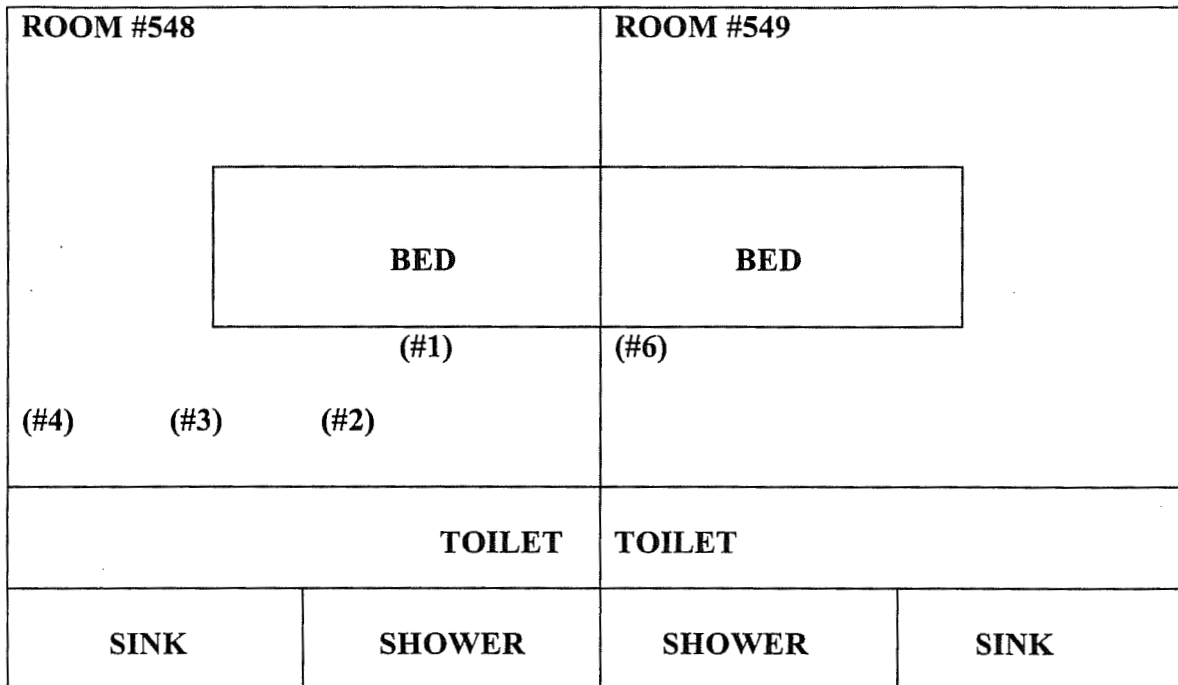 ROOM #548 ROOM #549
BED BED
(#1) (#6)
(#4) (#3) (#2)
TOILET TOILET
SINK SHOWER SHOWER SINK